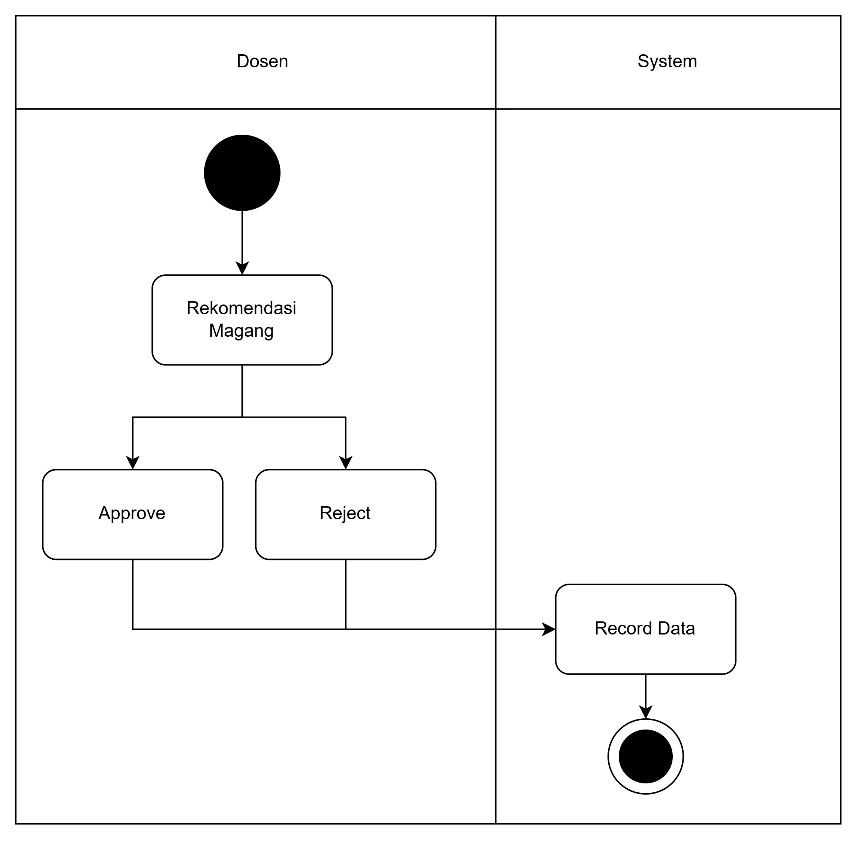 Dosen
System
Rekomendasi
Magang
Approve
Reject
Record Data